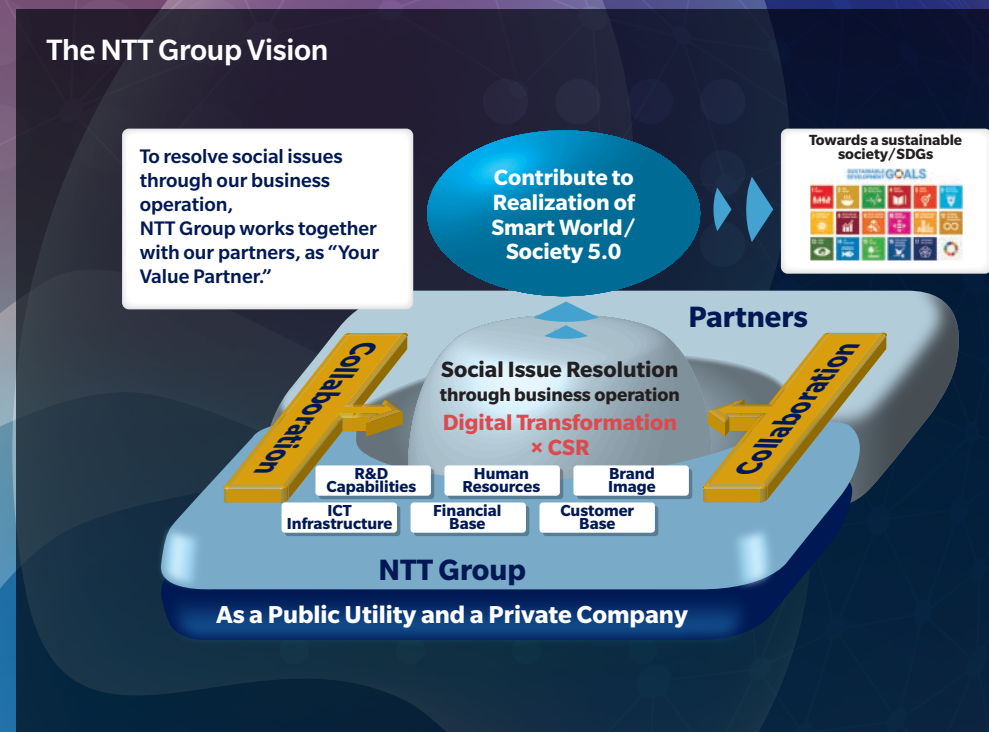 The NTT Group Vision
To resolve social issues
through our business
operation,
NTT Group works together
with our partners, as “Your
Value Partner.”
Contribute to
Realization of
Smart World/
Society 5.0
Towards a sustainable
society/SDGs
SUSTAINABLE
DEVELOPMENT GOALS
Partners
Collaboration
Collaboration
Social Issue Resolution
through business operation
Digital Transformation
× CSR
R&D
Capabilities
Human
Resources
Brand
Image
ICT
Infrastructure
Financial
Base
Customer
Base
NTT Group
As a Public Utility and a Private Company